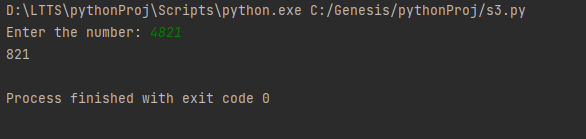 D:\LTTS\pythonProj\Scripts\python.exe C:/Genesis/pythonProj/s3.py
Enter the number: 4821
821
Process finished with exit code 0